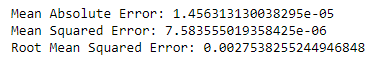 Mean Absolute Error: 1.456313130038295e-05
Mean Squared Error: 7.583555019358425e-06
Root Mean Squared Error: 0.0027538255244946848